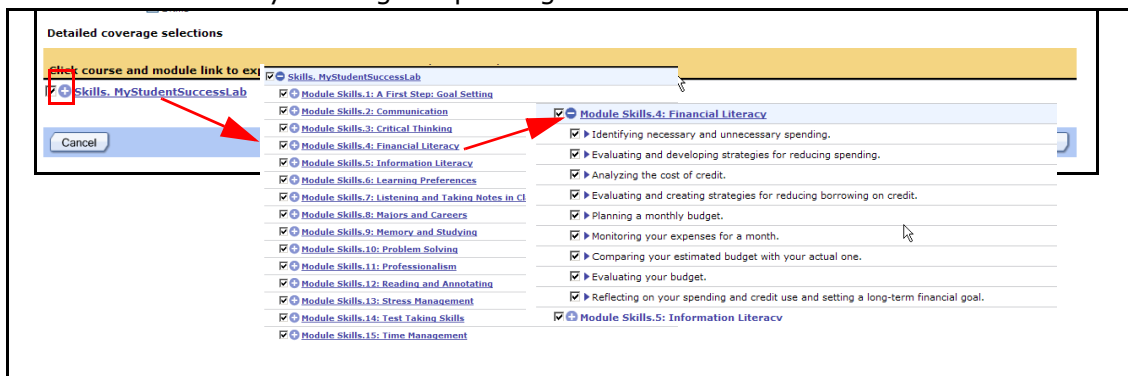 Detailed coverage selections
Click course and module link to ex
Skills. MyStudentSuccessLab
Cancel
Skills. MyStudentSuccessLab
Module Skills.1: A First Step: Goal Setting
Module Skills.2: Communication
Module Skills.3: Critical Thinking
Module Skills.4: Financial Literacy
Module Skills.5: Information Literacy
Module Skills.6: Learning Preferences
Module Skills.7: Listening and Taking Notes in Cl
Module Skills.8: Majors and Careers
Module Skills.9: Memory and Studying
Module Skills.10: Problem Solving
Module Skills.11: Professionalism
Module Skills.12: Reading and Annotating
Module Skills.13: Stress Management
Module Skills.14: Test Taking Skills
Module Skills.15: Time Management
Module Skills.4: Financial Literacy
Identifying necessary and unnecessary spending.
Evaluating and developing strategies for reducing spending.
Analyzing the cost of credit.
Evaluating and creating strategies for reducing borrowing on credit.
Planning a monthly budget.
Monitoring your expenses for a month.
Comparing your estimated budget with your actual one.
Evaluating your budget.
Reflecting on your spending and credit use and setting a long-term financial goal.
Module Skills.5: Information Literacy